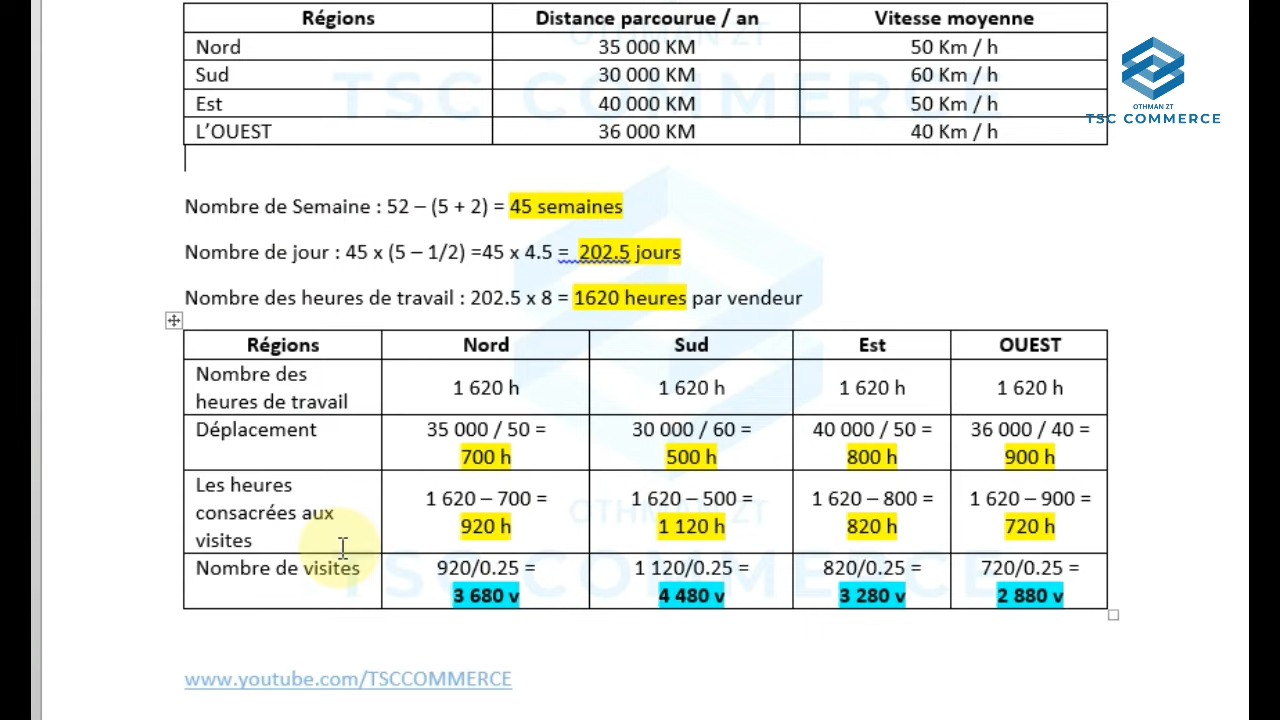 Régions Distance parcourue / an Vitesse moyenne
Nord 35 000 KM 50 Km / h
Sud 30 000 KM 60 Km / h
Est 40 000 KM 50 Km / h
L'OUEST 36 000 KM 40 Km / h
OTHMAN ZT
TSC COMMERCE
OTHMAN ZT
TSC COMMERCE
Nombre de Semaine : 52 – (5 + 2) = 45 semaines
Nombre de jour : 45 x (5 – 1/2) =45 x 4.5 = 202.5 jours
Nombre des heures de travail : 202.5 x 8 = 1620 heures par vendeur
Régions Nord Sud Est OUEST
Nombre des
heures de travail 1 620 h 1 620 h 1 620 h 1 620 h
Déplacement 35 000 / 50 = 30 000 / 60 = 40 000 / 50 = 36 000 / 40 =
700 h 500 h 800 h 900 h
Les heures
consacrées aux 1 620 – 700 = 1 620 – 500 = 1 620 – 800 = 1 620 – 900 =
visites 920 h 1 120 h 820 h 720 h
OTHMAN ZT
TSC COMMERCE
Nombre de visites 920/0.25 = 1 120/0.25 = 820/0.25 = 720/0.25 =
3 680 v 4 480 v 3 280 v 2 880 v
www.youtube.com/TSCCOMMERCE